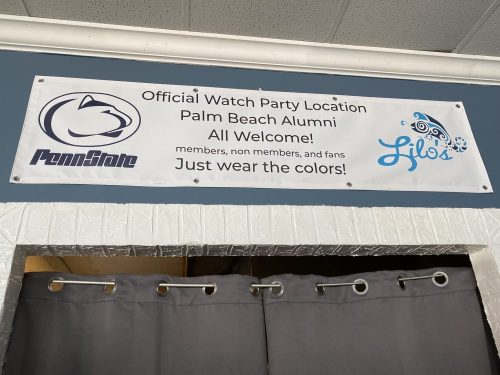 Official Watch Party Location
Palm Beach Alumni
All Welcome!
members, non members, and fans
Just wear the colors!
PennState
Lilo's